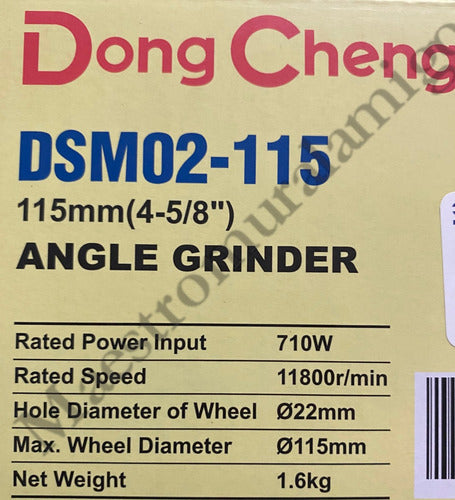 Dong Cheng
DSM02-115
115mm(4-5/8")
ANGLE GRINDER
Rated Power Input 710W
Rated Speed 11800r/min
Hole Diameter of Wheel Ø22mm
Max. Wheel Diameter Ø115mm
Net Weight 1.6kg
Maestromuralamigo